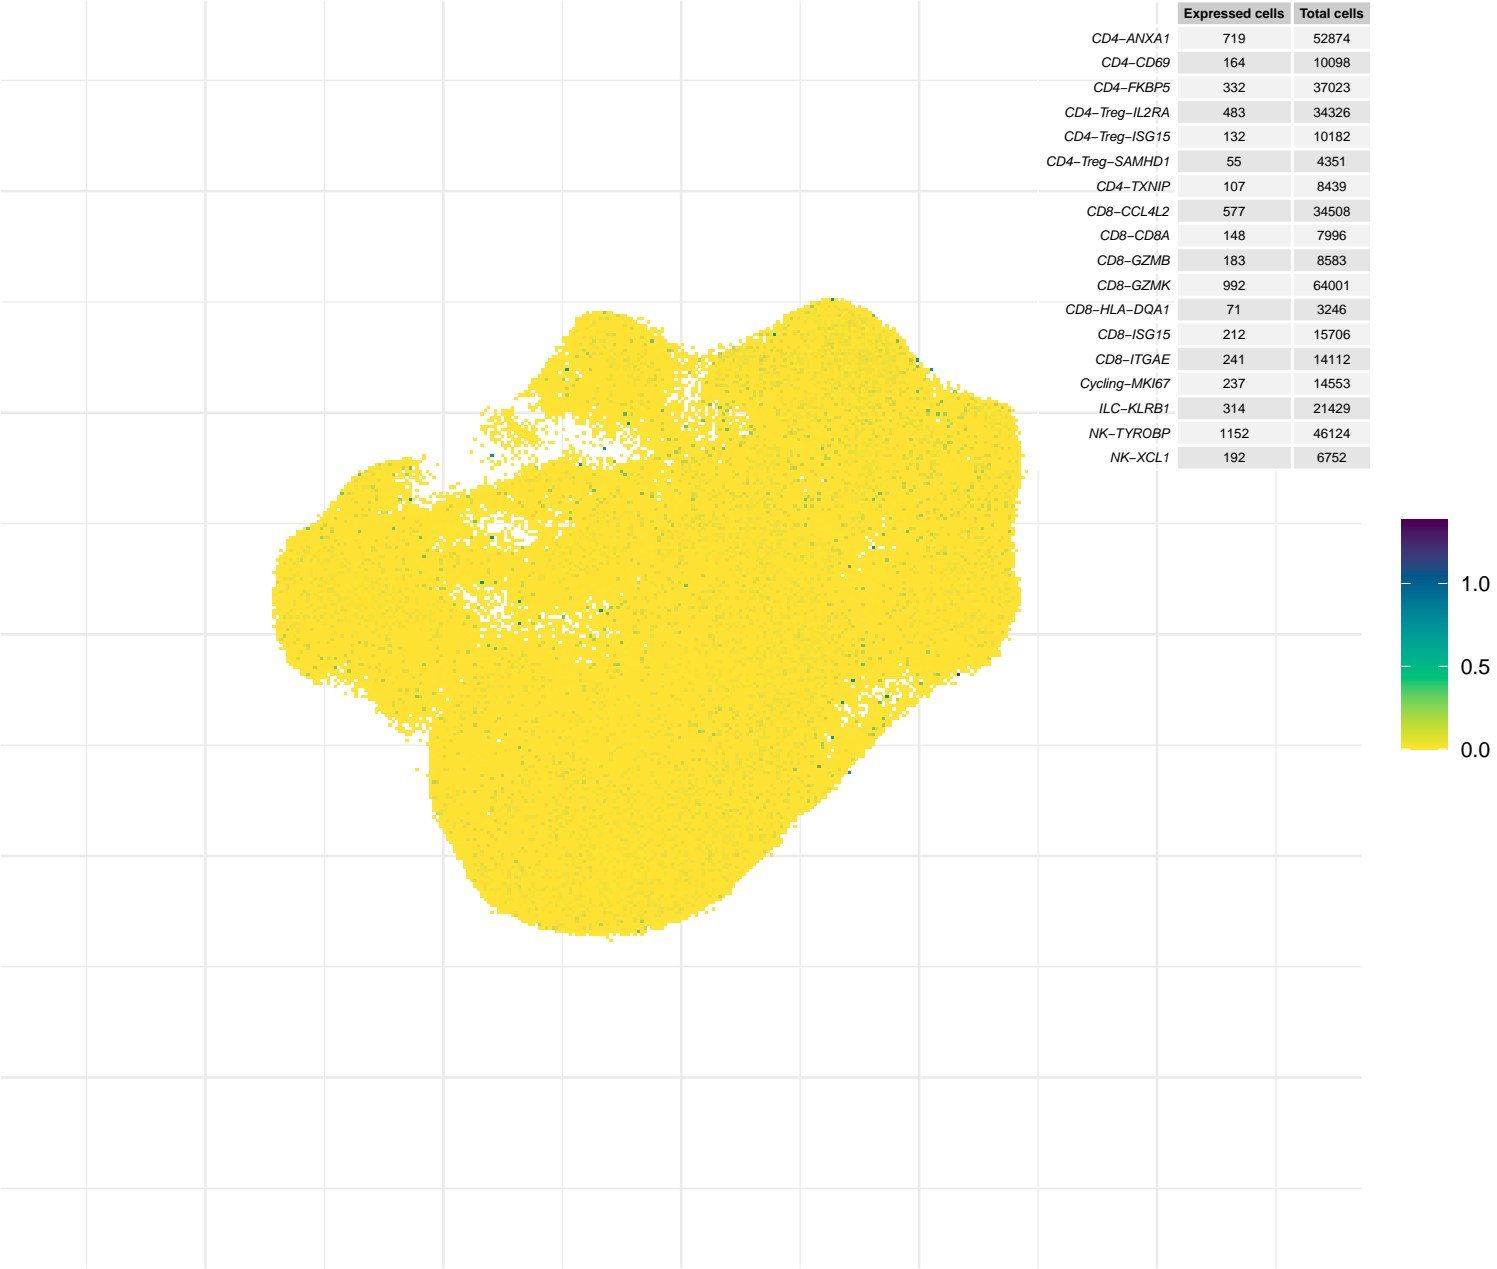 Expressed cells Total cells
CD4−ANXA1 719 52874
CD4−CD69 164 10098
CD4−FKBP5 332 37023
CD4−Treg−IL2RA 483 34326
CD4−Treg−ISG15 132 10182
CD4−Treg−SAMHD1 55 4351
CD4−TXNIP 107 8439
CD8−CCL4L2 577 34508
CD8−CD8A 148 7996
CD8−GZMB 183 8583
CD8−GZMK 992 64001
CD8−HLA−DQA1 71 3246
CD8−ISG15 212 15706
CD8−ITGAE 241 14112
Cycling−MKI67 237 14553
ILC−KLRB1 314 21429
NK−TYROBP 1152 46124
NK−XCL1 192 6752
1.0
0.5
0.0